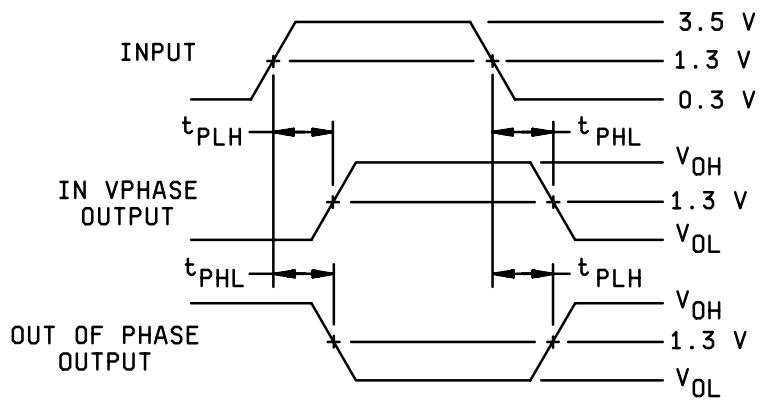 INPUT
3.5 V
1.3 V
0.3 V
tPLH
tPHL
IN VPHASE
OUTPUT
VOH
1.3 V
VOL
tPHL
tPLH
OUT OF PHASE
OUTPUT
VOH
1.3 V
VOL